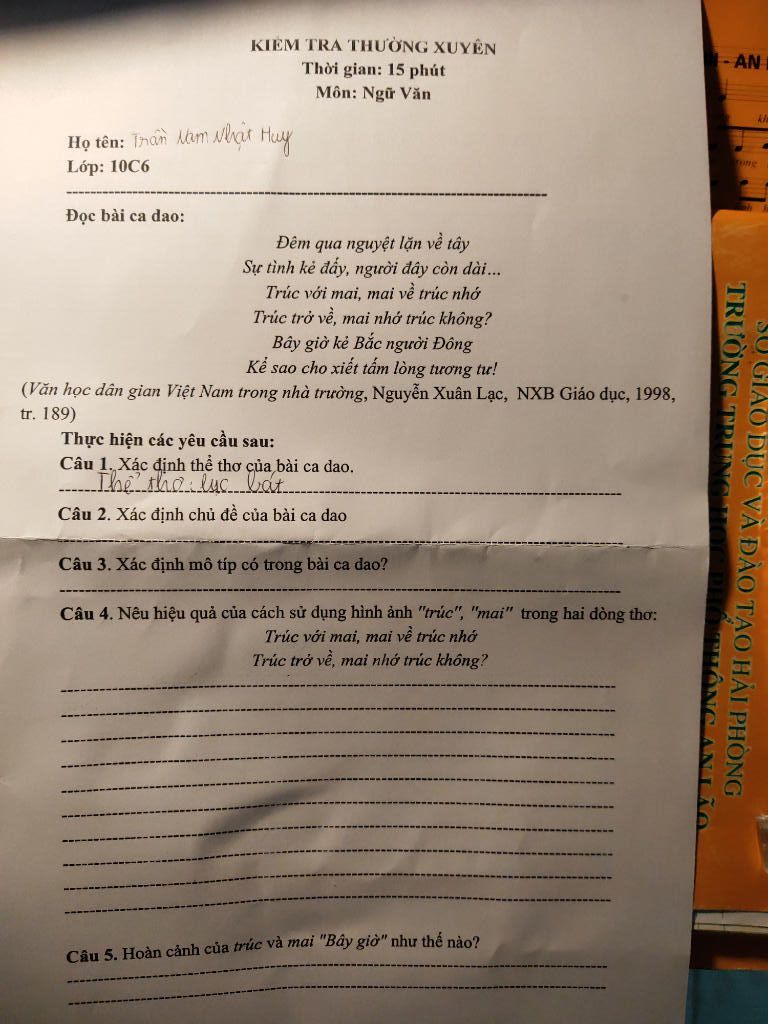 KIỂM TRA THƯỜNG XUYÊN
Thời gian: 15 phút
Môn: Ngữ Văn
Họ tên: Trần Nam Nhật Huy
Lớp: 10C6
Đọc bài ca dao:
Đêm qua nguyệt lặn về tây
Sự tình kẻ đấy, người đây còn dài...
Trúc với mai, mai về trúc nhớ
Trúc trở về, mai nhớ trúc không?
Bây giờ kẻ Bắc người Đông
Kể sao cho xiết tấm lòng tương tư!
(Văn học dân gian Việt Nam trong nhà trường, Nguyễn Xuân Lạc, NXB Giáo dục, 1998,
tr. 189)
Thực hiện các yêu cầu sau:
Câu 1. Xác định thể thơ của bài ca dao.
Thể thơ: lục bát
Câu 2. Xác định chủ đề của bài ca dao
Câu 3. Xác định mô típ có trong bài ca dao?
Câu 4. Nêu hiệu quả của cách sử dụng hình ảnh "trúc", "mai" trong hai dòng thơ:
Trúc với mai, mai về trúc nhớ
Trúc trở về, mai nhớ trúc không?
Câu 5. Hoàn cảnh của trúc và mai "Bây giờ" như thế nào?
SỞ GIÁO DỤC VÀ ĐÀO TẠO HẢI PHÒNG
TRƯỜNG TRUNG HỌC PHỔ THÔNG AN LÃO